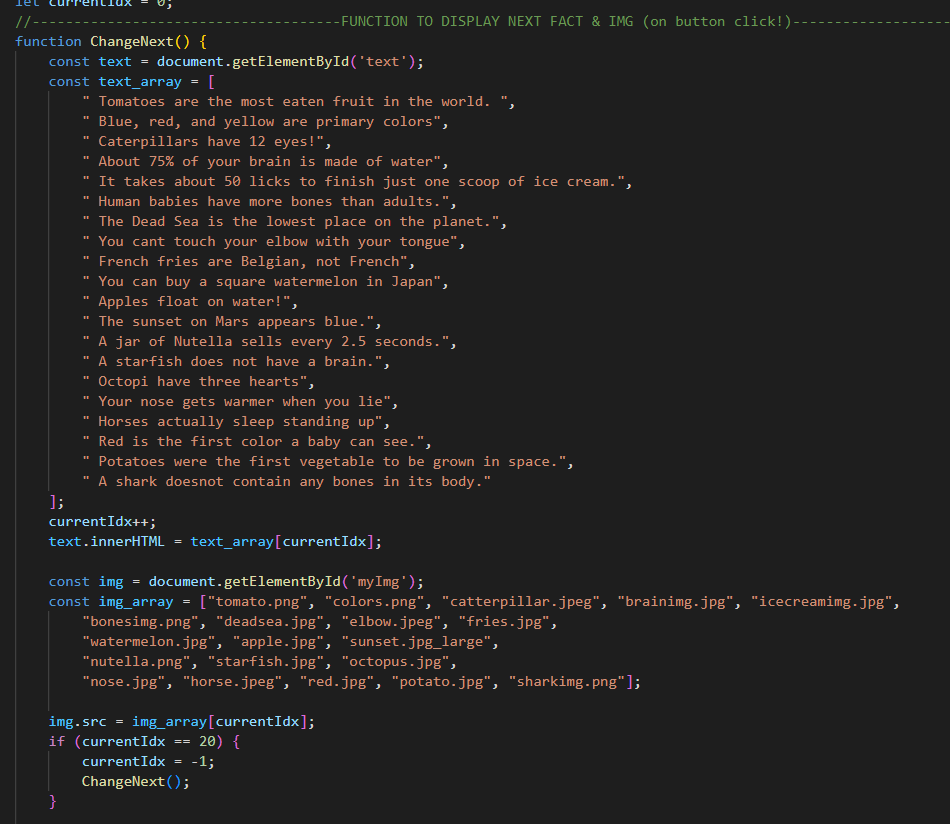 let currentIdx = 0;
//-------------------------------------FUNCTION TO DISPLAY NEXT FACT & IMG (on button click!)-------------------
function ChangeNext() {
    const text = document.getElementById('text');
    const text_array = [
        " Tomatoes are the most eaten fruit in the world. ",
        " Blue, red, and yellow are primary colors",
        " Caterpillars have 12 eyes!",
        " About 75% of your brain is made of water",
        " It takes about 50 licks to finish just one scoop of ice cream.",
        " Human babies have more bones than adults.",
        " The Dead Sea is the lowest place on the planet.",
        " You cant touch your elbow with your tongue",
        " French fries are Belgian, not French",
        " You can buy a square watermelon in Japan",
        " Apples float on water!",
        " The sunset on Mars appears blue.",
        " A jar of Nutella sells every 2.5 seconds.",
        " A starfish does not have a brain.",
        " Octopi have three hearts",
        " Your nose gets warmer when you lie",
        " Horses actually sleep standing up",
        " Red is the first color a baby can see.",
        " Potatoes were the first vegetable to be grown in space.",
        " A shark doesnot contain any bones in its body."
    ];
    currentIdx++;
    text.innerHTML = text_array[currentIdx];

    const img = document.getElementById('myImg');
    const img_array = ["tomato.png", "colors.png", "catterpillar.jpeg", "brainimg.jpg", "icecreamimg.jpg",
        "bonesimg.png", "deadsea.jpg", "elbow.jpeg", "fries.jpg",
        "watermelon.jpg", "apple.jpg", "sunset.jpg_large",
        "nutella.png", "starfish.jpg", "octopus.jpg",
        "nose.jpg", "horse.jpeg", "red.jpg", "potato.jpg", "sharkimg.png"];

    img.src = img_array[currentIdx];
    if (currentIdx == 20) {
        currentIdx = -1;
        ChangeNext();
    }